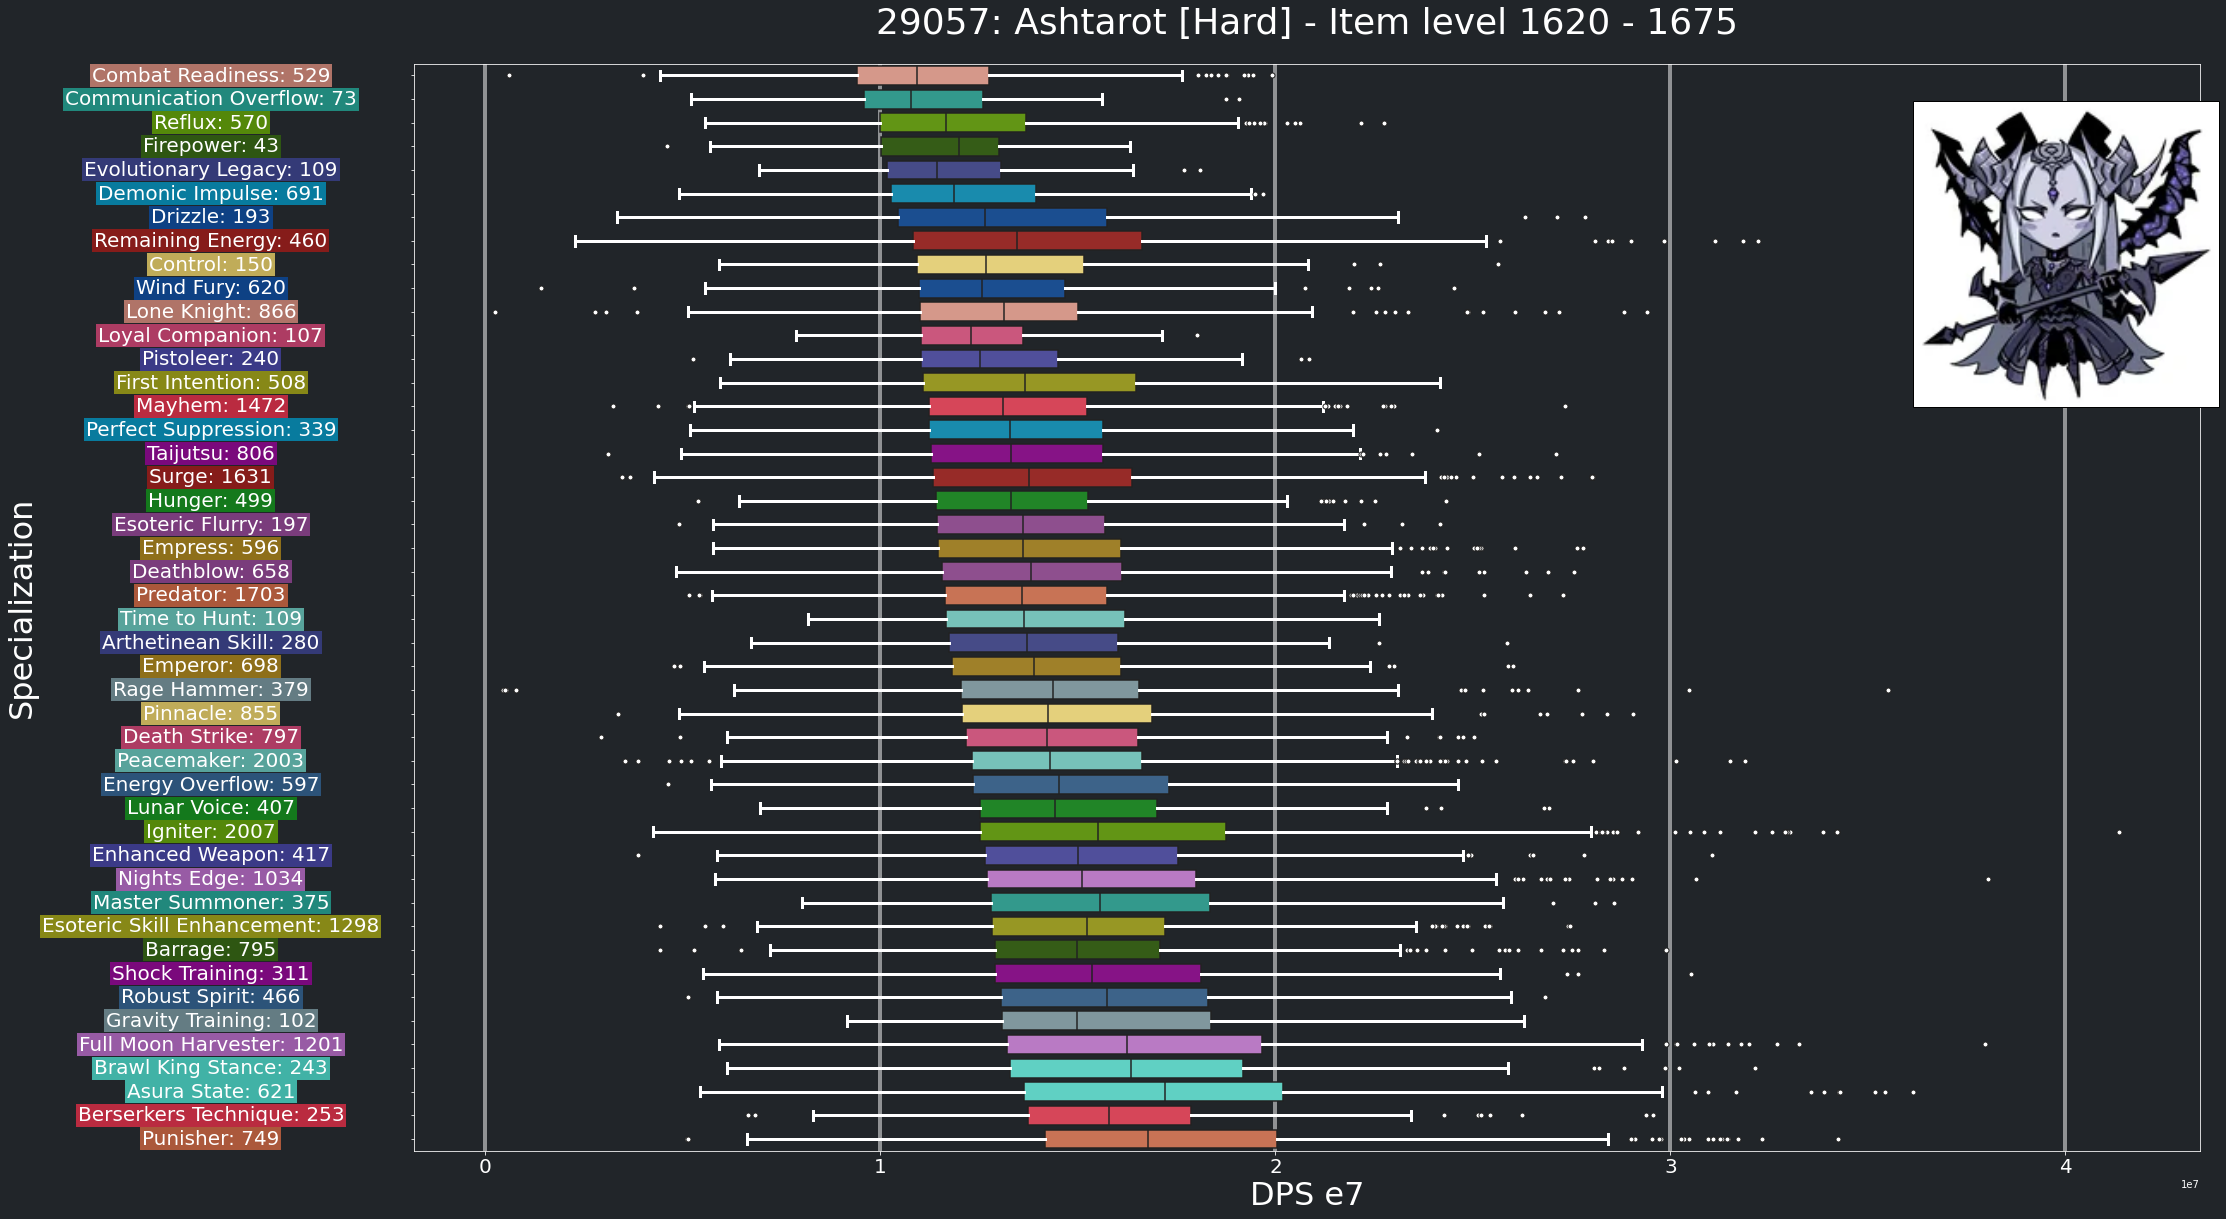 29057: Ashtarot [Hard] - Item level 1620 - 1675
Combat Readiness: 529
Communication Overflow: 73
Reflux: 570
Firepower: 43
Evolutionary Legacy: 109
Demonic Impulse: 691
Drizzle: 193
Remaining Energy: 460
Control: 150
Wind Fury: 620
Lone Knight: 866
Loyal Companion: 107
Pistoleer: 240
First Intention: 508
Mayhem: 1472
Perfect Suppression: 339
Taijutsu: 806
Surge: 1631
Hunger: 499
Esoteric Flurry: 197
Empress: 596
Deathblow: 658
Predator: 1703
Time to Hunt: 109
Arthetinean Skill: 280
Emperor: 698
Rage Hammer: 379
Pinnacle: 855
Death Strike: 797
Peacemaker: 2003
Energy Overflow: 597
Lunar Voice: 407
Igniter: 2007
Enhanced Weapon: 417
Nights Edge: 1034
Master Summoner: 375
Esoteric Skill Enhancement: 1298
Barrage: 795
Shock Training: 311
Robust Spirit: 466
Gravity Training: 102
Full Moon Harvester: 1201
Brawl King Stance: 243
Asura State: 621
Berserkers Technique: 253
Punisher: 749
Specialization
0 1 2 3 4
DPS e7
1e7